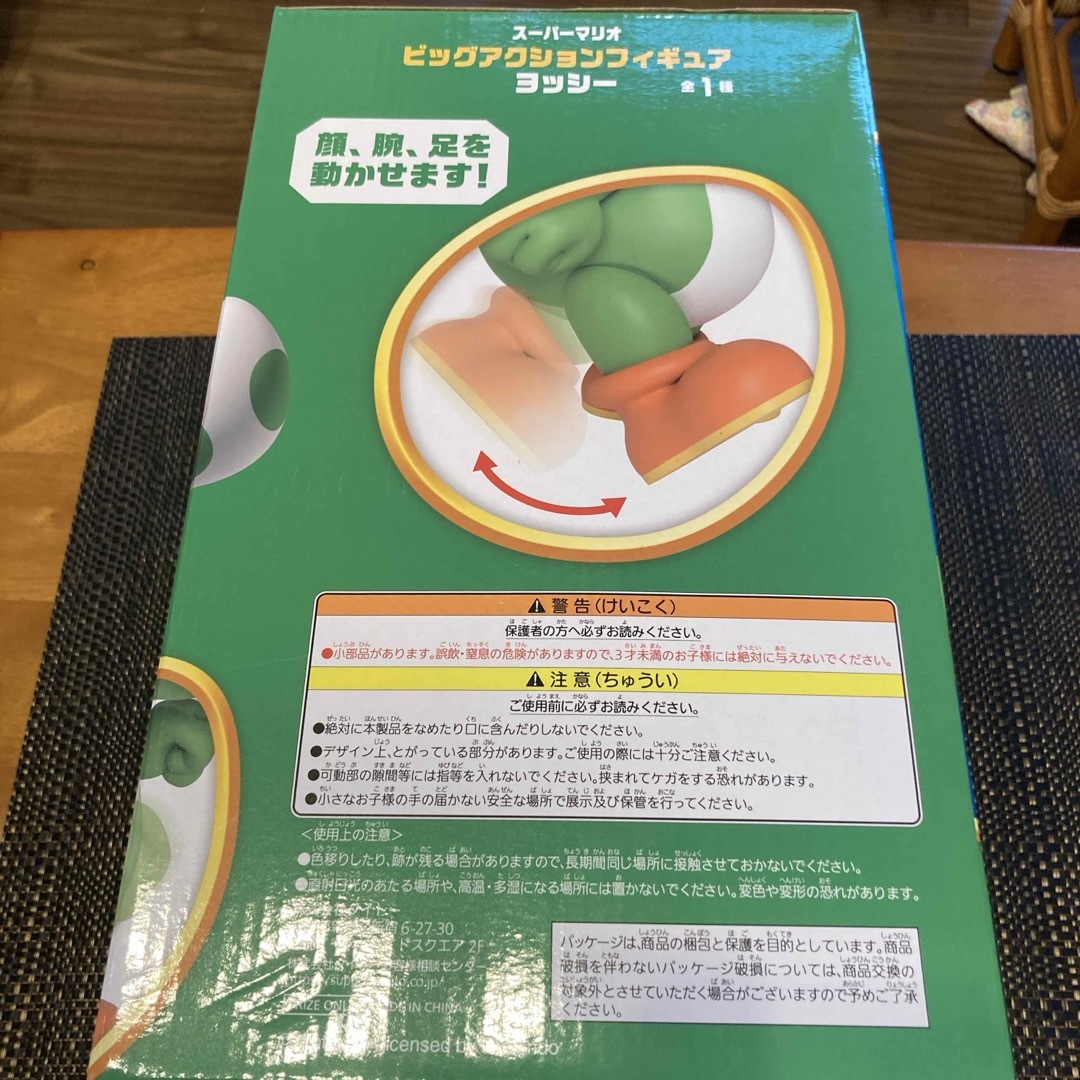 スーパーマリオ
ビッグアクションフィギュア
ヨッシー 全1種
顔、腕、足を
動かせます!
警告(けいこく)
保護者の方へ必ずお読みください。
●小部品があります。誤飲・窒息の危険がありますので、3才未満のお子様には絶対に与えないでください。
注意(ちゅうい)
ご使用前に必ずお読みください。
●絶対に本製品をなめたり口に含んだりしないでください。
●デザイン上、とがっている部分があります。ご使用の際には十分ご注意ください。
●可動部の隙間等には指等を入れないでください。挟まれてケガをする恐れがあります。
●小さなお子様の手の届かない安全な場所で展示及び保管を行ってください。
<使用上の注意>
●色移りしたり、跡が残る場合がありますので、長期間同じ場所に接触させておかないでください。
●直射日光のあたる場所や、高温・多湿になる場所には置かないでください。変色や変形の恐れがあります。
6-27-30
ドスクエア 2F
様相談センター
MADE IN CHINA
Licensed by
パッケージは、商品の梱包と保護を目的としています。商品
破損を伴わないパッケージ破損については、商品交換の
対象外とさせていただく場合がございますので予めご了承
ください。